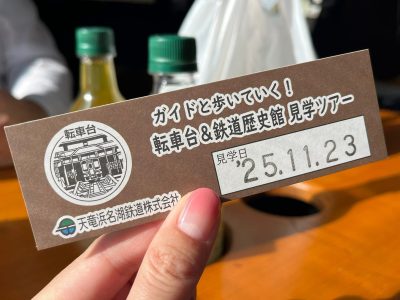 ガイドと歩いていく！
転車台&鉄道歴史館 見学ツアー
転車台
見学日
'25.11.23
天竜浜名湖鉄道株式会社